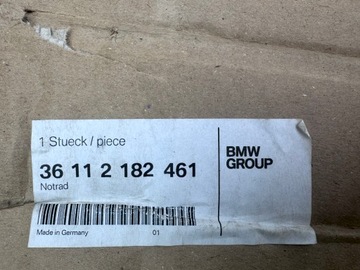 1 Stueck / piece
36 11 2 182 461
Notrad
BMW
GROUP
Made in Germany
01